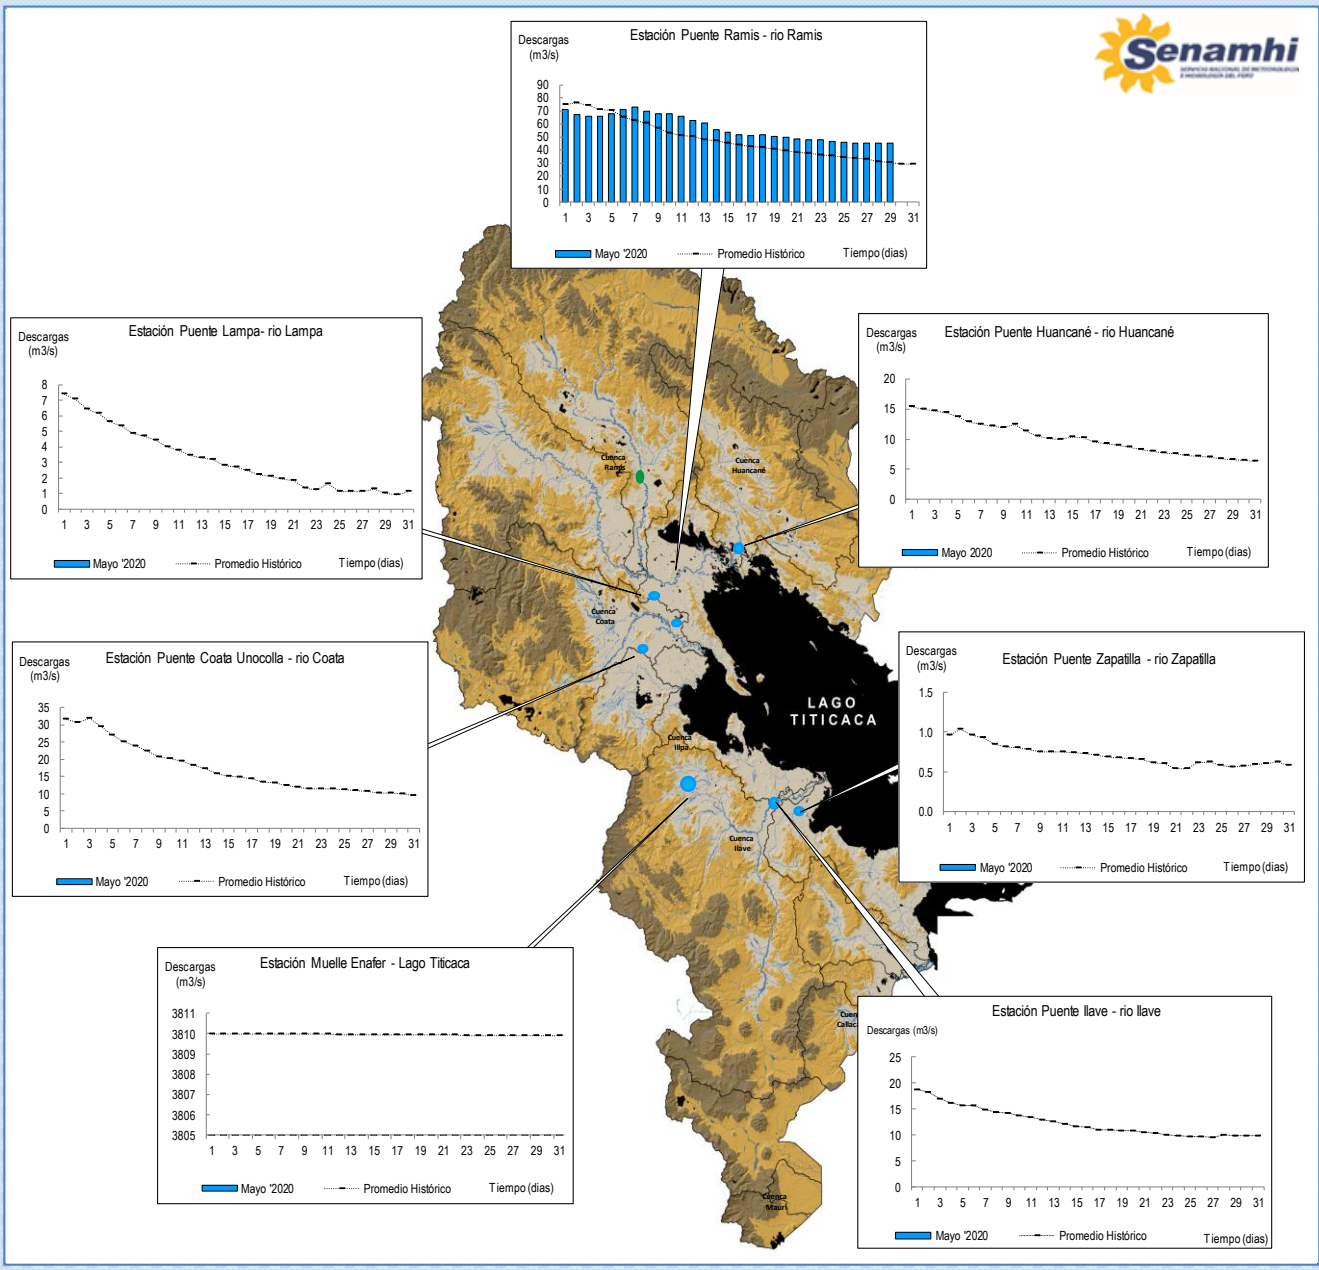 Senamhi
SERVICIO NACIONAL DE METEOROLOGÍA
E HIDROLOGÍA DEL PERÚ
Estación Puente Ramis - rio Ramis
Descargas
(m3/s)
90
80
70
60
50
40
30
20
10
0
1 3 5 7 9 11 13 15 17 19 21 23 25 27 29 31
Mayo '2020 Promedio Histórico Tiempo (dias)
Estación Puente Lampa- rio Lampa
Descargas
(m3/s)
8
7
6
5
4
3
2
1
0
1 3 5 7 9 11 13 15 17 19 21 23 25 27 29 31
Mayo '2020 Promedio Histórico Tiempo (dias)
Estación Puente Huancané - rio Huancané
Descargas
(m3/s)
20
15
10
5
0
1 3 5 7 9 11 13 15 17 19 21 23 25 27 29 31
Mayo 2020 Promedio Histórico Tiempo (dias)
Cuenca
Ramis
Cuenca
Huancané
Cuenca
Coata
Estación Puente Coata Unocolla - rio Coata
Descargas
(m3/s)
35
30
25
20
15
10
5
0
1 3 5 7 9 11 13 15 17 19 21 23 25 27 29 31
Mayo '2020 Promedio Histórico Tiempo (dias)
LAGO
TITICACA
Cuenca
Illpa
Estación Puente Zapatilla - rio Zapatilla
Descargas
(m3/s)
1.5
1.0
0.5
0.0
1 3 5 7 9 11 13 15 17 19 21 23 25 27 29 31
Mayo '2020 Promedio Histórico Tiempo (dias)
Cuenca
Ilave
Estación Muelle Enafer - Lago Titicaca
Descargas
(m3/s)
3811
3810
3809
3808
3807
3806
3805
1 3 5 7 9 11 13 15 17 19 21 23 25 27 29 31
Mayo '2020 Promedio Histórico Tiempo (dias)
Estación Puente Ilave - rio Ilave
Descargas (m3/s)
25
20
15
10
5
0
1 3 5 7 9 11 13 15 17 19 21 23 25 27 29 31
Mayo '2020 Promedio Histórico Tiempo (dias)
Cuenca
Mauri